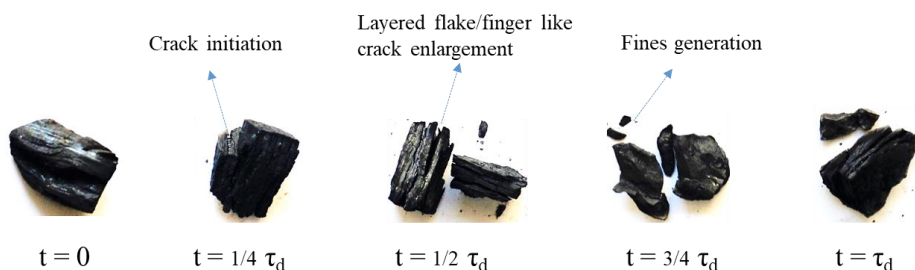 Crack initiation
Layered flake/finger like
crack enlargement
Fines generation
t = 0
t = 1/4 τd
t = 1/2 τd
t = 3/4 τd
t = τd